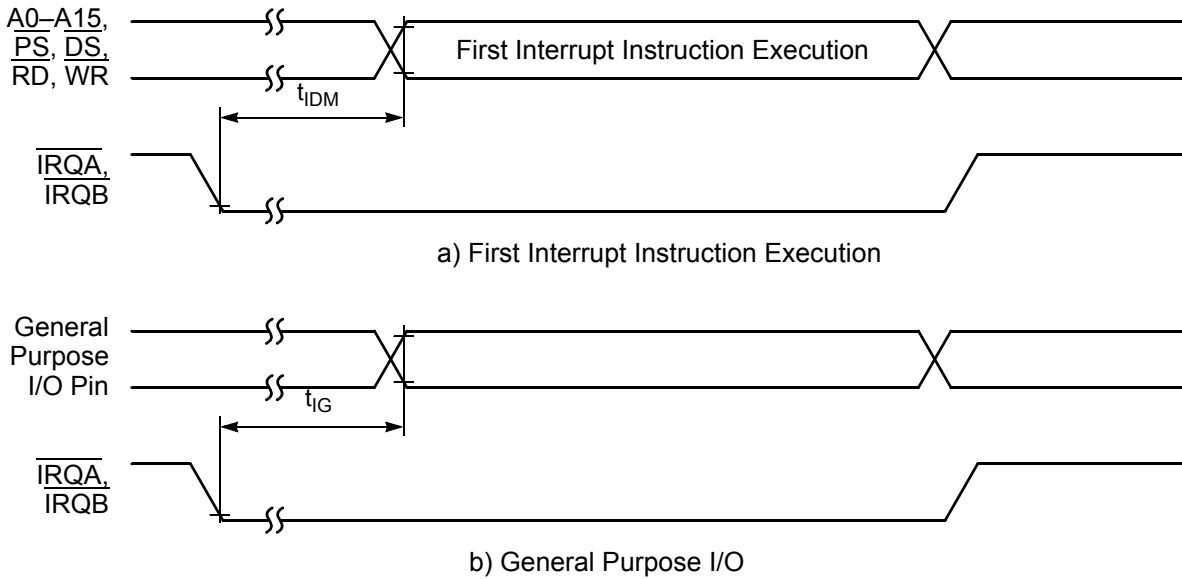 A0–A15,
PS, DS,
RD, WR
First Interrupt Instruction Execution
tIDM
IRQA,
IRQB
a) First Interrupt Instruction Execution
General
Purpose
I/O Pin
tIG
IRQA,
IRQB
b) General Purpose I/O